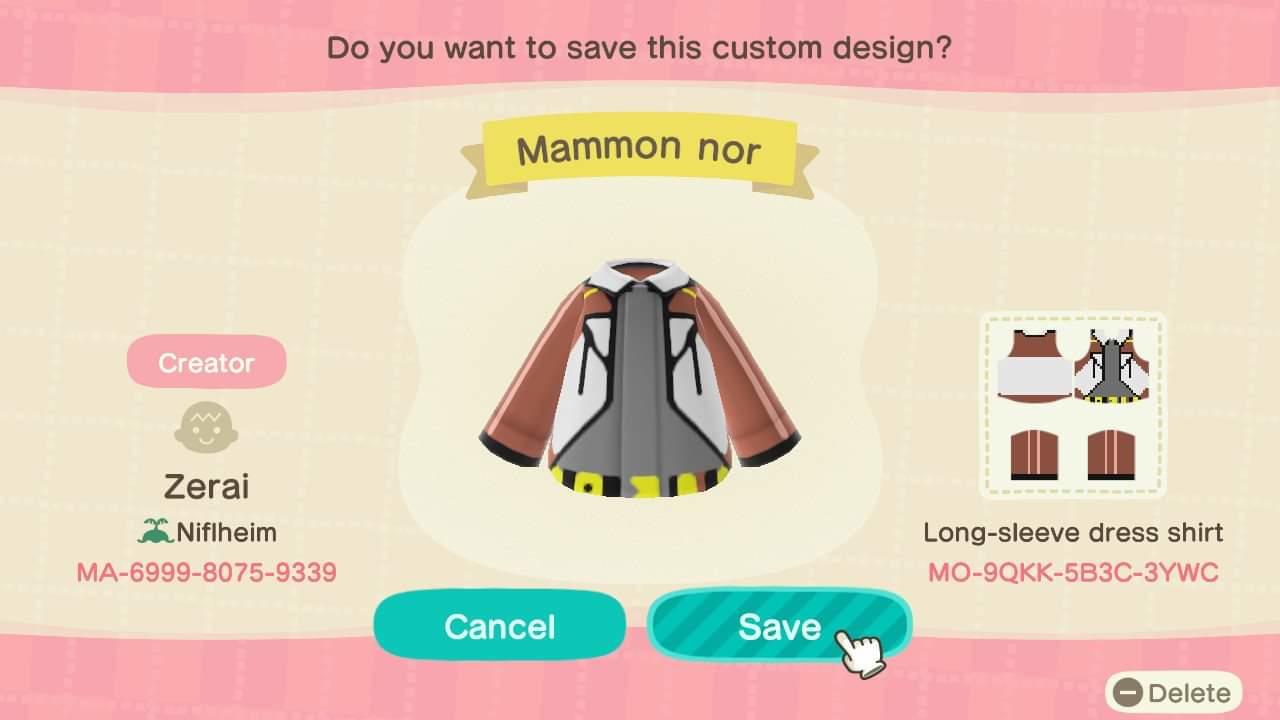 Do you want to save this custom design?
Mammon nor
Creator
Zerai
Niflheim
MA-6999-8075-9339
Long-sleeve dress shirt
MO-9QKK-5B3C-3YWC
Cancel
Save
Delete